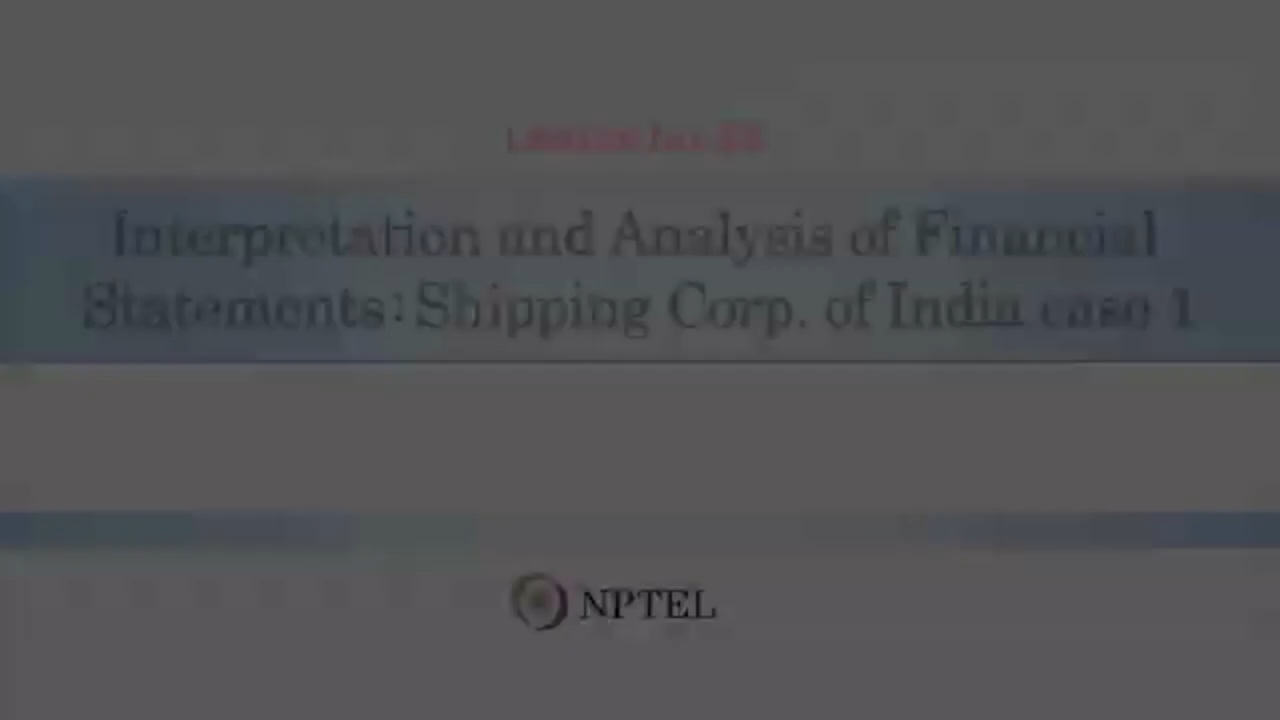 Interpretation and Analysis of Financial
Statements: Shipping Corp. of India case 1
NPTEL